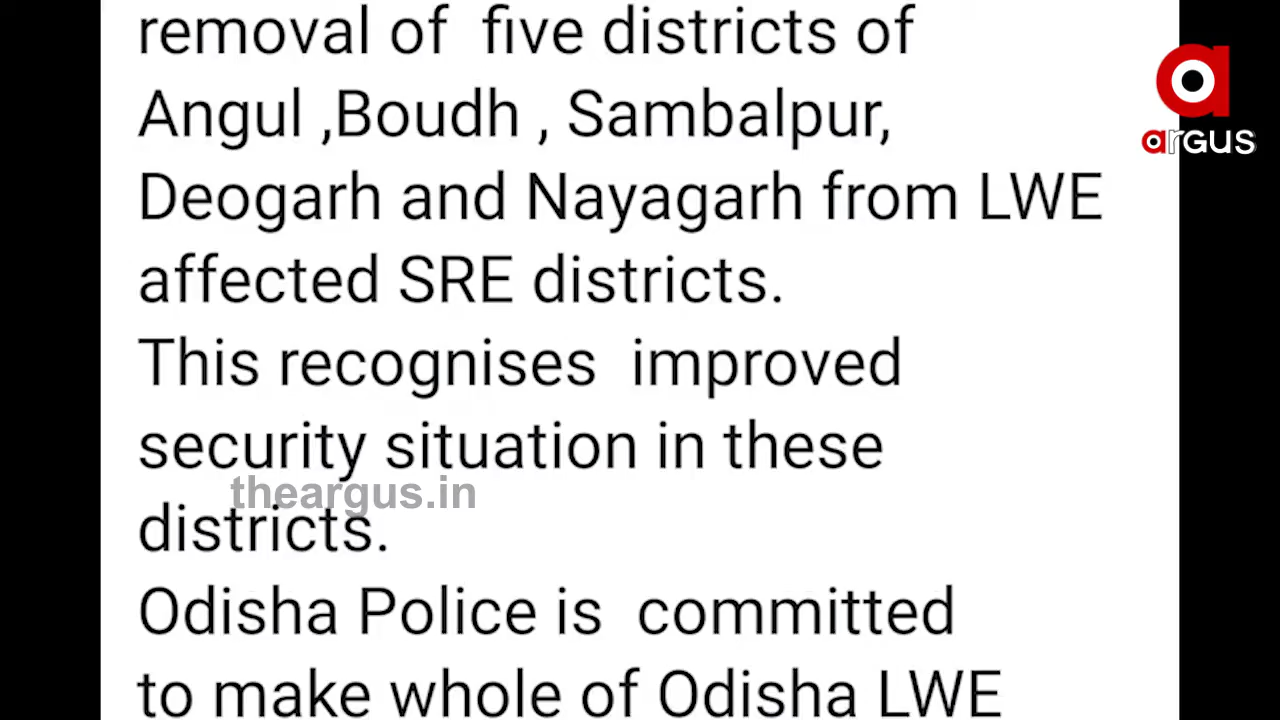 removal of  five districts of
Angul ,Boudh , Sambalpur,
Deogarh and Nayagarh from LWE
affected SRE districts.
This recognises  improved
security situation in these
districts.
Odisha Police is  committed
to make whole of Odisha LWE
argus
theargus.in